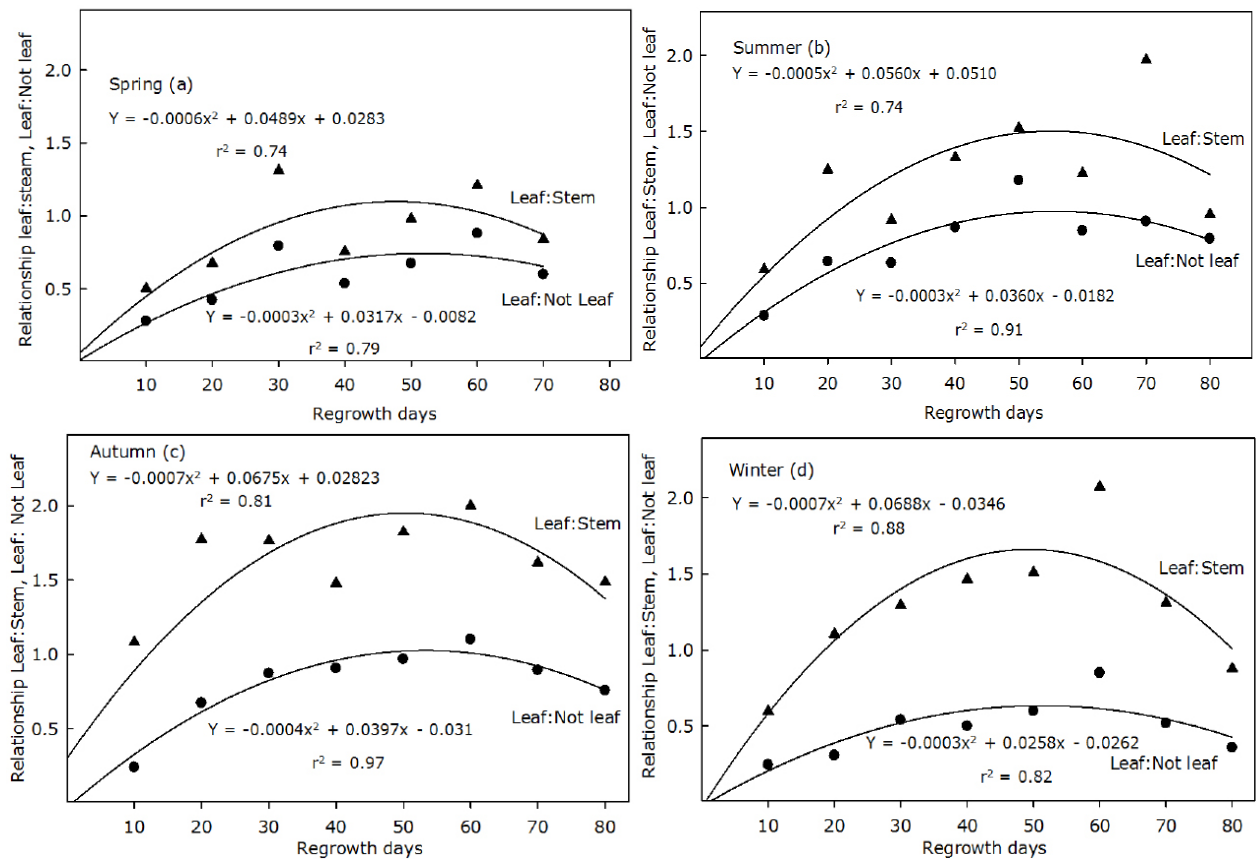 Relationship leaf:steam, Leaf:Not leaf
Spring (a)
Y = -0.0006x² + 0.0489x + 0.0283
r² = 0.74
Leaf:Stem
Leaf:Not Leaf
Y = -0.0003x² + 0.0317x - 0.0082
r² = 0.79
2.0
1.5
1.0
0.5
10 20 30 40 50 60 70 80
Regrowth days
Relationship Leaf:Stem, Leaf:Not leaf
Summer (b)
Y = -0.0005x² + 0.0560x + 0.0510
r² = 0.74
Leaf:Stem
Leaf:Not leaf
Y = -0.0003x² + 0.0360x - 0.0182
r² = 0.91
2.0
1.5
1.0
0.5
10 20 30 40 50 60 70 80
Regrowth days
Relationship Leaf:Stem, Leaf: Not Leaf
Autumn (c)
Y = -0.0007x² + 0.0675x + 0.02823
r² = 0.81
Leaf:Stem
Leaf:Not leaf
Y = -0.0004x² + 0.0397x - 0.031
r² = 0.97
2.0
1.5
1.0
0.5
10 20 30 40 50 60 70 80
Regrowth days
Relationship Leaf:Stem, Leaf:Not leaf
Winter (d)
Y = -0.0007x² + 0.0688x - 0.0346
r² = 0.88
Leaf:Stem
Y = -0.0003x² + 0.0258x - 0.0262
Leaf:Not leaf
r² = 0.82
2.0
1.5
1.0
0.5
10 20 30 40 50 60 70 80
Regrowth days